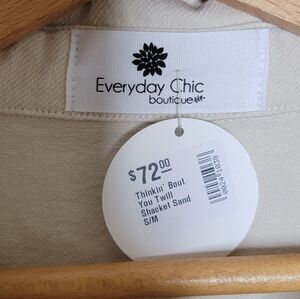 Everyday Chic
boutique
$72.00
Thinkin' Bout
You Twill
Shacket Sand
S/M